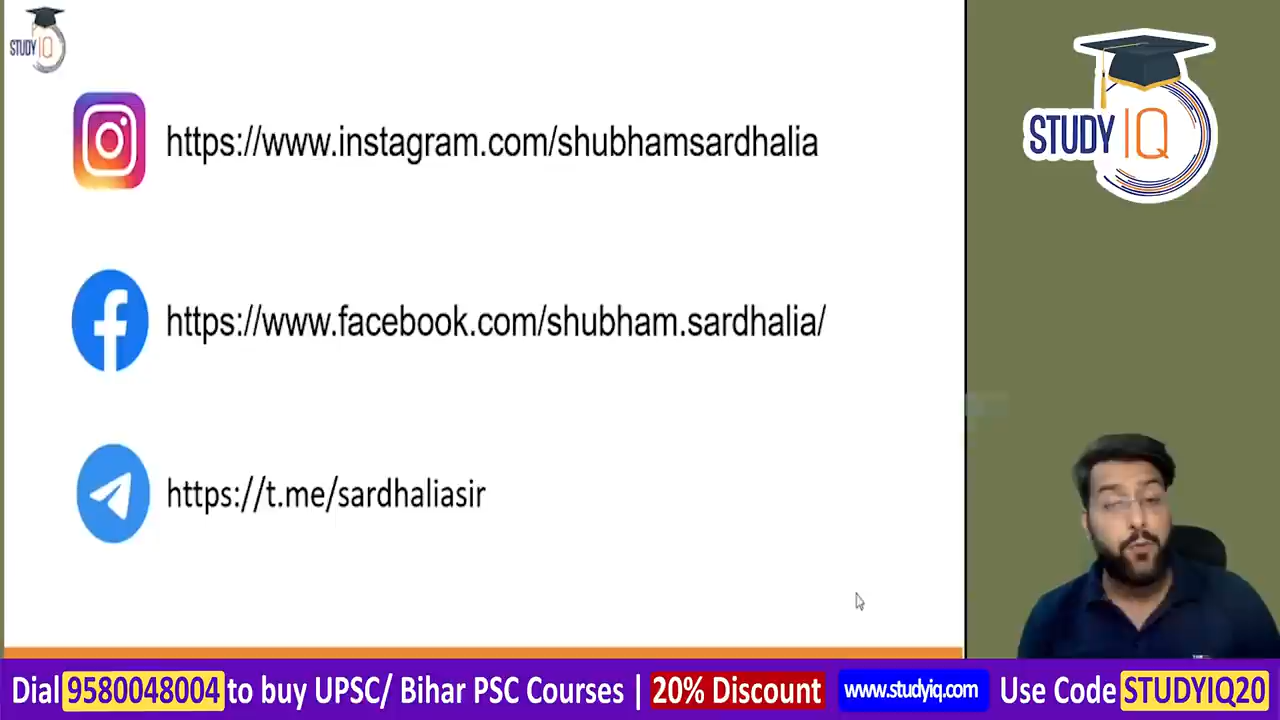 STUDY IQ
https://www.instagram.com/shubhamsardhalia
https://www.facebook.com/shubham.sardhalia/
https://t.me/sardhaliasir
STUDY IQ
Dial 9580048004 to buy UPSC/ Bihar PSC Courses | 20% Discount www.studyiq.com Use Code STUDYIQ20